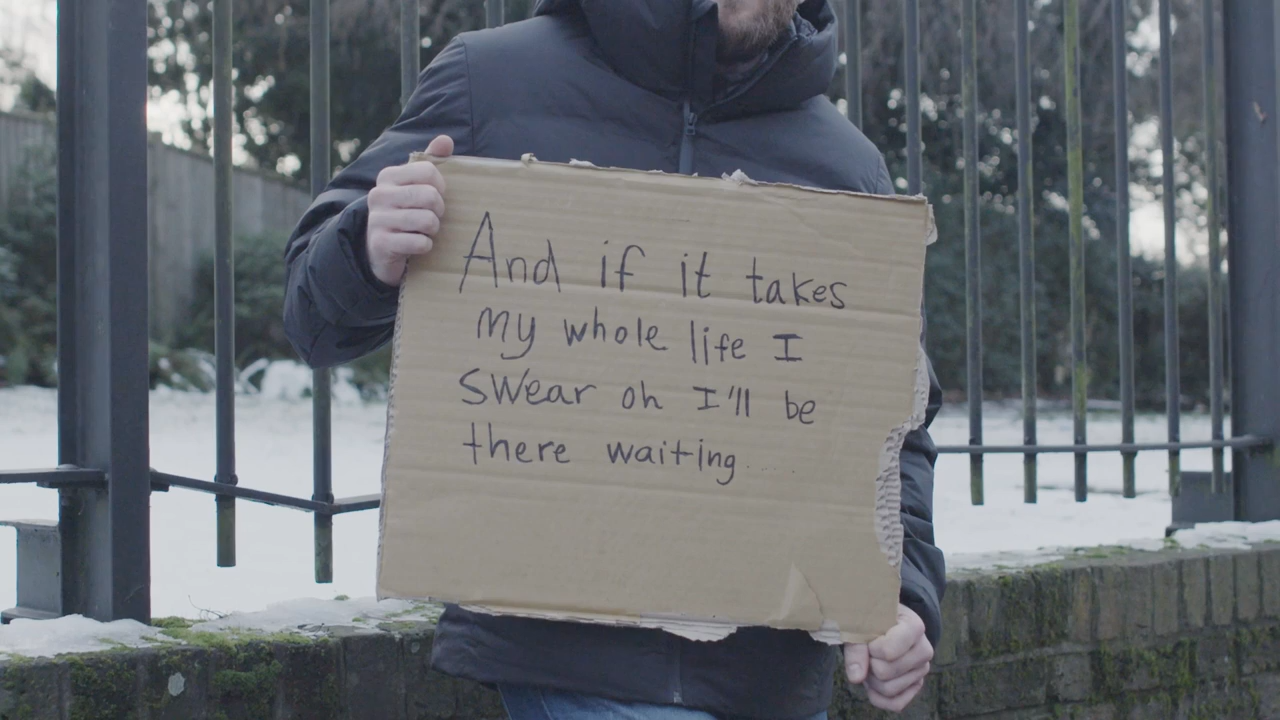 And if it takes
my whole life I
swear oh I'll be
there waiting.....